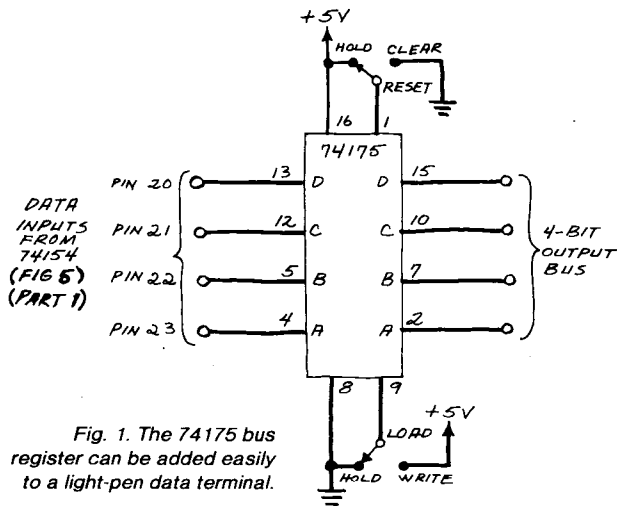 +5V
HOLD CLEAR
RESET
16 1
74175
PIN 20 13 D D 15
DATA
INPUTS
FROM
74154
(FIG 5)
(PART 1)
PIN 21 12 C C 10
PIN 22 5 B B 7
PIN 23 4 A A 2
4-BIT
OUTPUT
BUS
8 9
+5V
LOAD
HOLD WRITE
Fig. 1. The 74175 bus
register can be added easily
to a light-pen data terminal.